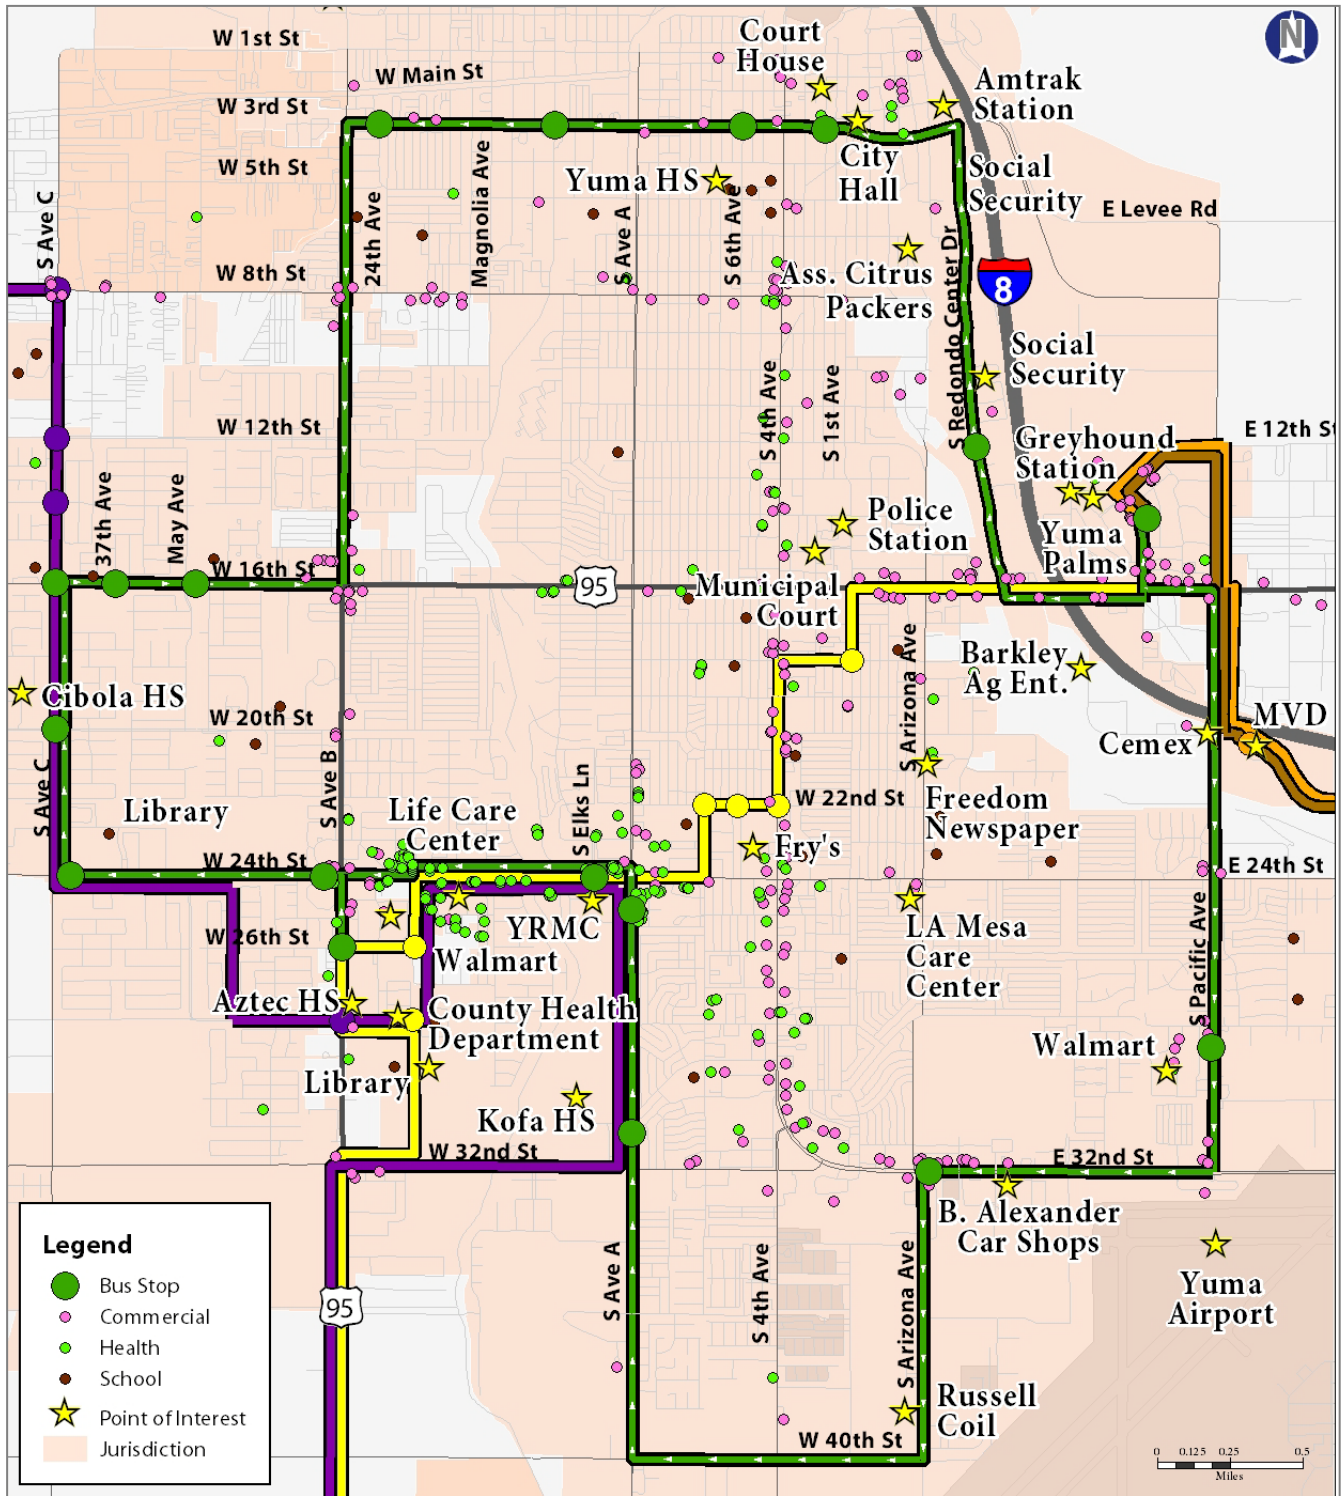 W 1st St
W Main St
W 3rd St
W 5th St
W 8th St
W 12th St
W 16th St
W 20th St
W 24th St
W 26th St
W 32nd St
W 22nd St
W 40th St
E Levee Rd
E 12th St
E 24th St
E 32nd St
S Ave C
24th Ave
Magnolia Ave
S Ave A
S 6th Ave
S Redondo Center Dr
S 4th Ave
S 1st Ave
37th Ave
May Ave
S Ave C
S Ave B
S Elks Ln
S Arizona Ave
S Pacific Ave
S Ave A
S 4th Ave
S Arizona Ave
Court
House
Amtrak
Station
N
City
Hall
Social
Security
Yuma HS
Ass. Citrus
Packers
8
Social
Security
Greyhound
Station
Yuma
Palms
Police
Station
Municipal
Court
95
Barkley
Ag Ent.
Cibola HS
MVD
Cemex
Library
Life Care
Center
Fry's
Freedom
Newspaper
YRMC
Walmart
LA Mesa
Care
Center
Aztec HS
County Health
Department
Library
Kofa HS
Walmart
B. Alexander
Car Shops
Yuma
Airport
95
Russell
Coil
Legend
Bus Stop
Commercial
Health
School
Point of Interest
Jurisdiction
0 0.125 0.25 0.5
Miles